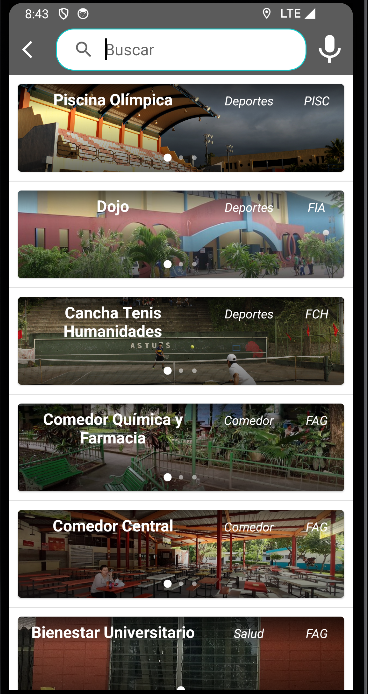 8:43 LTE
Buscar
Piscina Olímpica Deportes PISC
Dojo Deportes FIA
Cancha Tenis
Humanidades Deportes FCH
ASTUES
Comedor Química y
Farmacia Comedor FAG
Comedor Central Comedor FAG
Bienestar Universitario Salud FAG